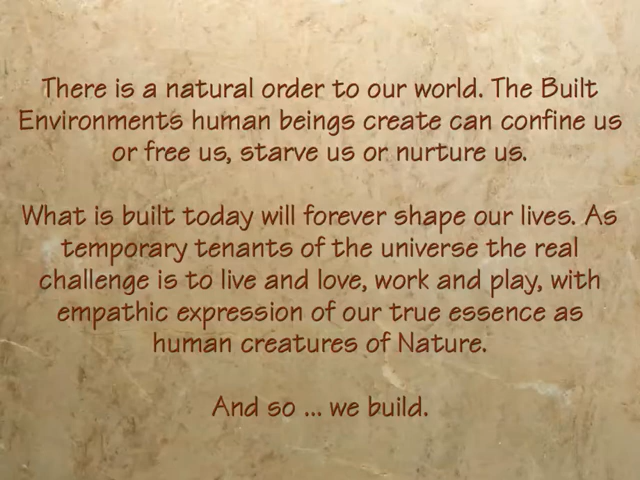 There is a natural order to our world. The Built
Environments human beings create can confine us
or free us, starve us or nurture us.
What is built today will forever shape our lives. As
temporary tenants of the universe the real
challenge is to live and love, work and play, with
empathic expression of our true essence as
human creatures of Nature.
And so ... we build.